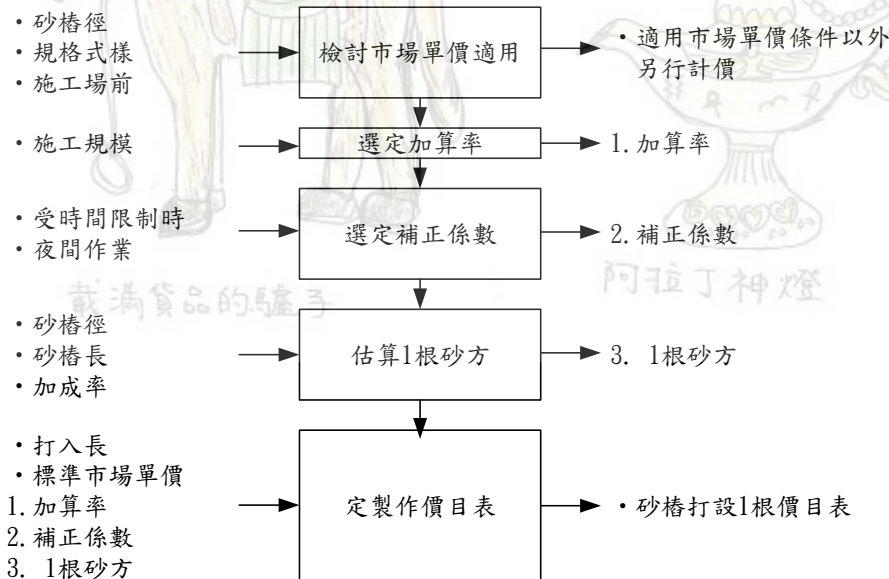 ・砂樁徑
・規格式樣
・施工場前
檢討市場單價適用
・適用市場單價條件以外
另行計價
・施工規模
選定加算率
1.加算率
・受時間限制時
・夜間作業
選定補正係數
2.補正係數
載滿貨品的驢子
阿拉丁神燈
・砂樁徑
・砂樁長
・加成率
估算1根砂方
3. 1根砂方
・打入長
・標準市場單價
1.加算率
2.補正係數
3. 1根砂方
定製作價目表
・砂樁打設1根價目表